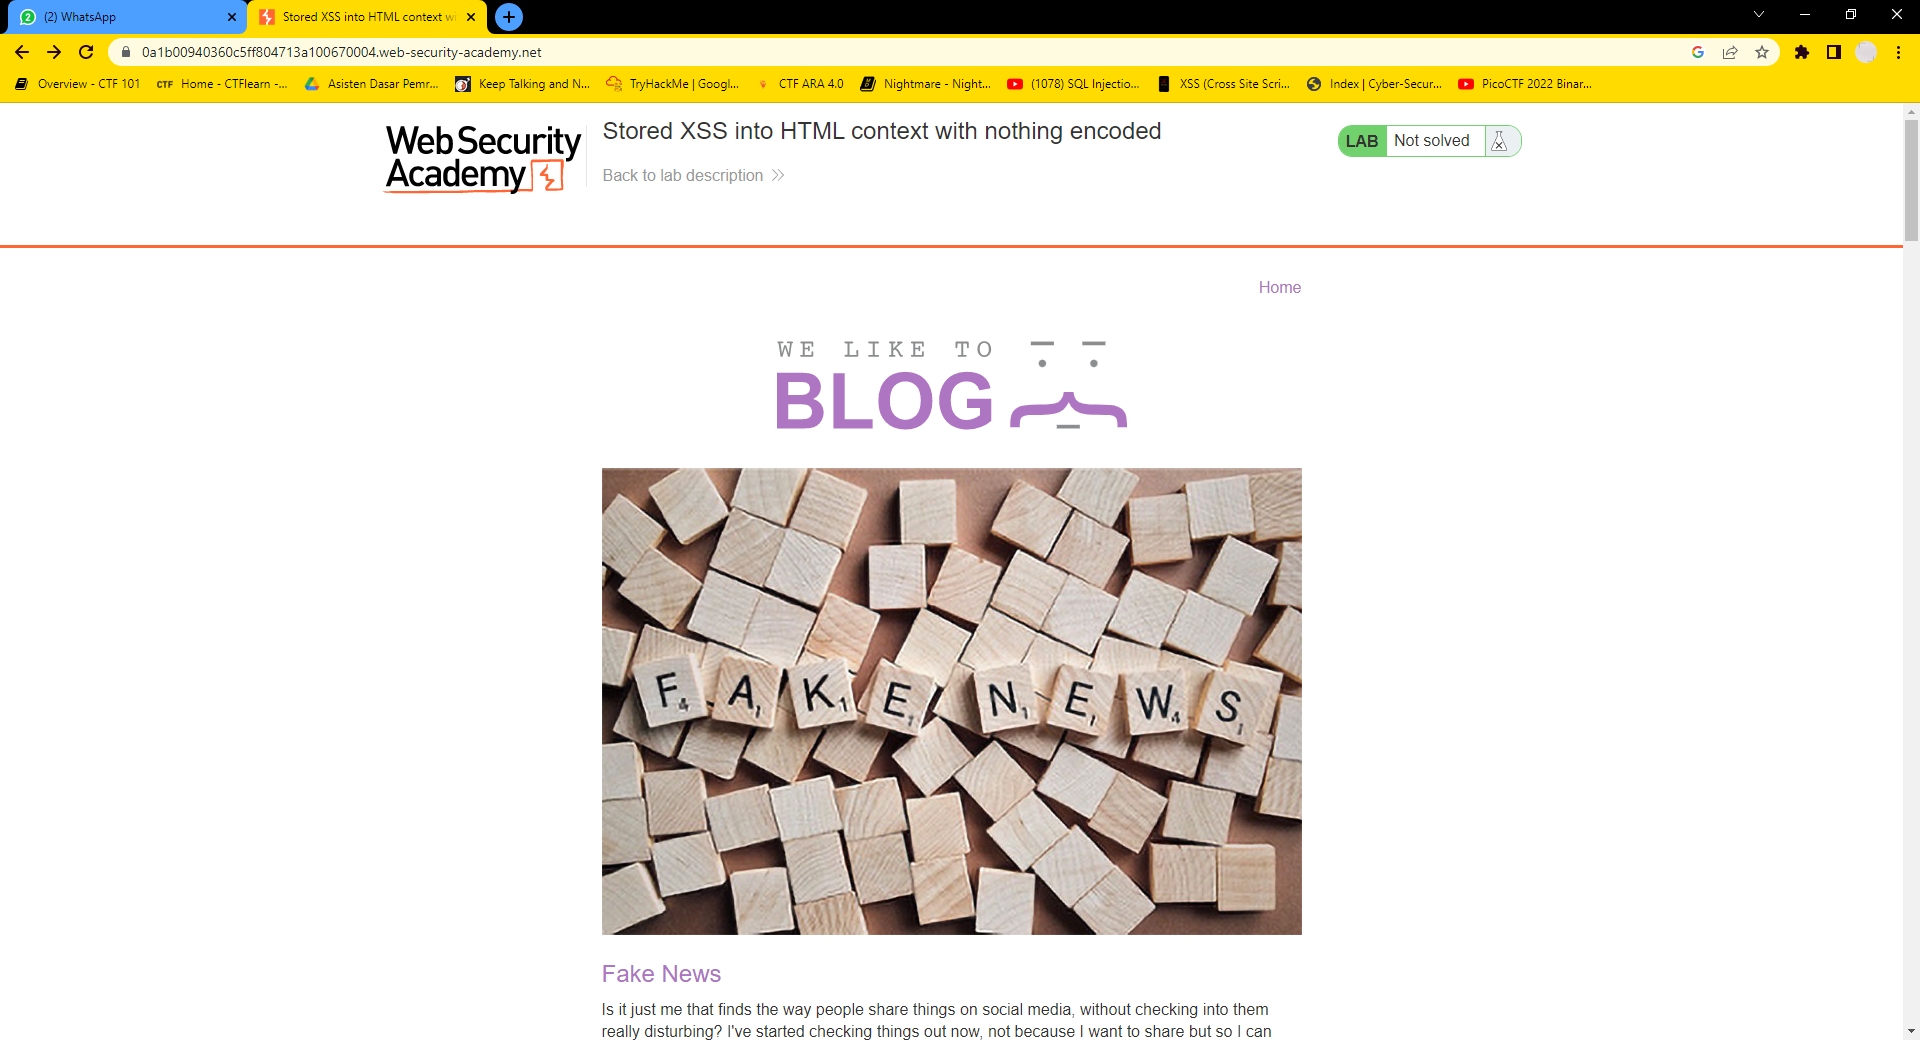 (2) WhatsApp
Stored XSS into HTML context wi
0a1b00940360c5ff804713a100670004.web-security-academy.net
Overview - CTF 101
CTF Home - CTFlearn -...
Asisten Dasar Pemr...
Keep Talking and N...
TryHackMe | Googl...
CTF ARA 4.0
Nightmare - Night...
(1078) SQL Injectio...
XSS (Cross Site Scri...
Index | Cyber-Secur...
PicoCTF 2022 Binar...
Web Security
Academy
Stored XSS into HTML context with nothing encoded
Back to lab description
LAB Not solved
Home
WE LIKE TO
BLOG
FAKE NEWS
Fake News
Is it just me that finds the way people share things on social media, without checking into them
really disturbing? I've started checking things out now, not because I want to share but so I can